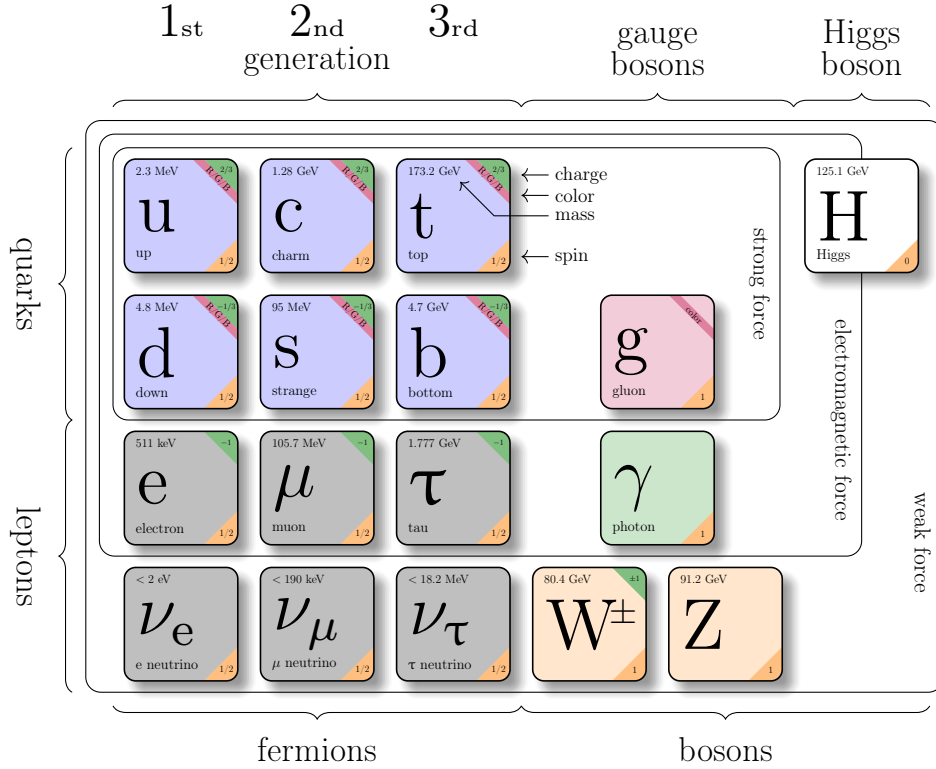 1st 2nd 3rd
generation
gauge
bosons
Higgs
boson
quarks
leptons
2.3 MeV
2/3
R/G/B
u
up
1/2
1.28 GeV
2/3
R/G/B
c
charm
1/2
173.2 GeV
2/3
R/G/B
t
top
1/2
charge
color
mass
spin
125.1 GeV
H
Higgs
0
4.8 MeV
−1/3
R/G/B
d
down
1/2
95 MeV
−1/3
R/G/B
s
strange
1/2
4.7 GeV
−1/3
R/G/B
b
bottom
1/2
color
g
gluon
1
strong force
511 keV
−1
e
electron
1/2
105.7 MeV
−1
μ
muon
1/2
1.777 GeV
−1
τ
tau
1/2
γ
photon
1
electromagnetic force
< 2 eV
νe
e neutrino
1/2
< 190 keV
νμ
μ neutrino
1/2
< 18.2 MeV
ντ
τ neutrino
1/2
80.4 GeV
±1
W±
1
91.2 GeV
Z
1
weak force
fermions
bosons